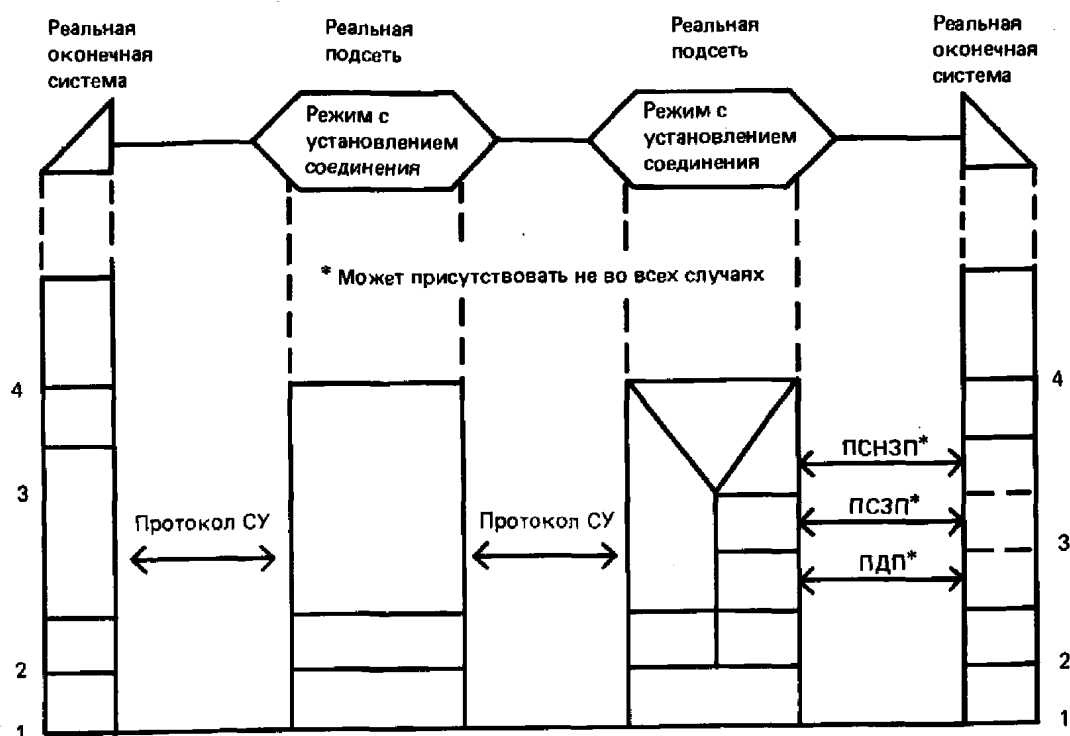 Реальная
оконечная
система
Реальная
подсеть
Реальная
подсеть
Реальная
оконечная
система
Режим с
установлением
соединения
Режим с
установлением
соединения
* Может присутствовать не во всех случаях
4
4
ПСНЗП*
3
ПСЗП*
Протокол СУ
Протокол СУ
3
ПДП*
2
2
1
1